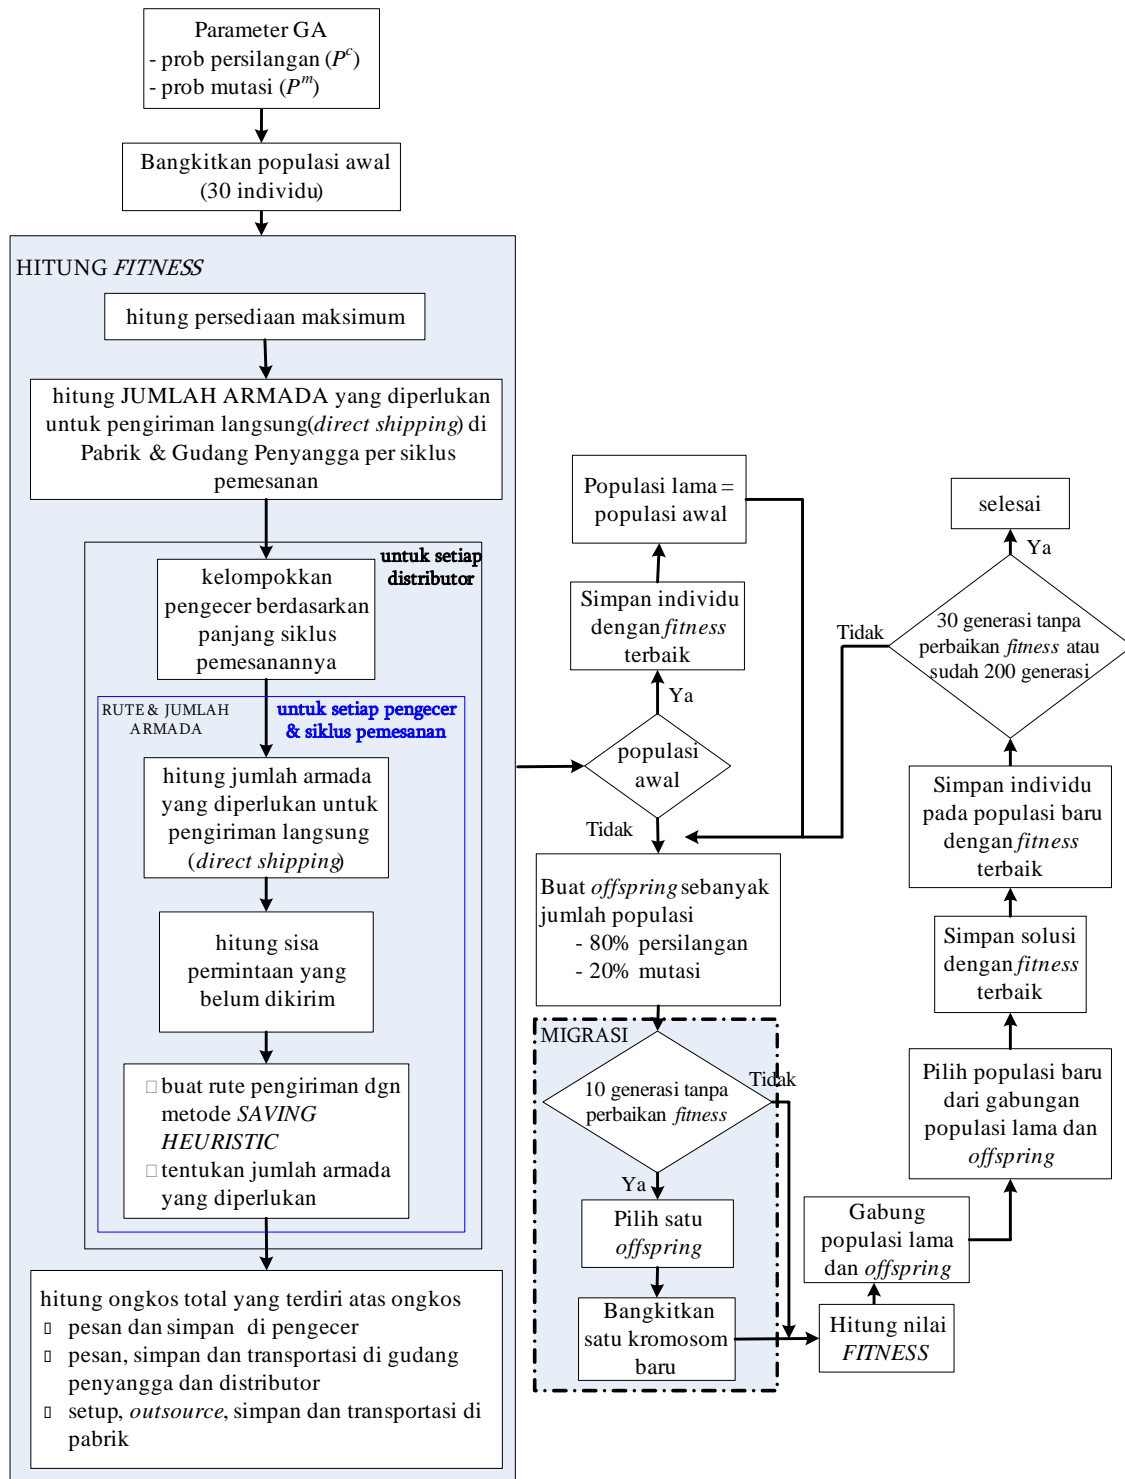 Parameter GA
- prob persilangan (Pᶜ)
- prob mutasi (Pᵐ)
Bangkitkan populasi awal
(30 individu)
HITUNG FITNESS
hitung persediaan maksimum
hitung JUMLAH ARMADA yang diperlukan
untuk pengiriman langsung(direct shipping) di
Pabrik & Gudang Penyangga per siklus
pemesanan
untuk setiap
distributor
kelompokkan
pengecer berdasarkan
panjang siklus
pemesanannya
RUTE & JUMLAH
ARMADA
untuk setiap pengecer
& siklus pemesanan
hitung jumlah armada
yang diperlukan untuk
pengiriman langsung
(direct shipping)
hitung sisa
permintaan yang
belum dikirim
buat rute pengiriman dgn
metode SAVING
HEURISTIC
tentukan jumlah armada
yang diperlukan
hitung ongkos total yang terdiri atas ongkos
pesan dan simpan di pengecer
pesan, simpan dan transportasi di gudang
penyangga dan distributor
setup, outsource, simpan dan transportasi di
pabrik
Populasi lama =
populasi awal
Simpan individu
dengan fitness
terbaik
Ya
populasi
awal
Tidak
Buat offspring sebanyak
jumlah populasi
- 80% persilangan
- 20% mutasi
MIGRASI
10 generasi tanpa
perbaikan fitness
Tidak
Ya
Pilih satu
offspring
Bangkitkan
satu kromosom
baru
Hitung nilai
FITNESS
Gabung
populasi lama
dan offspring
Pilih populasi baru
dari gabungan
populasi lama dan
offspring
Simpan solusi
dengan fitness
terbaik
Simpan individu
pada populasi baru
dengan fitness
terbaik
30 generasi tanpa
perbaikan fitness atau
sudah 200 generasi
Tidak
Ya
selesai